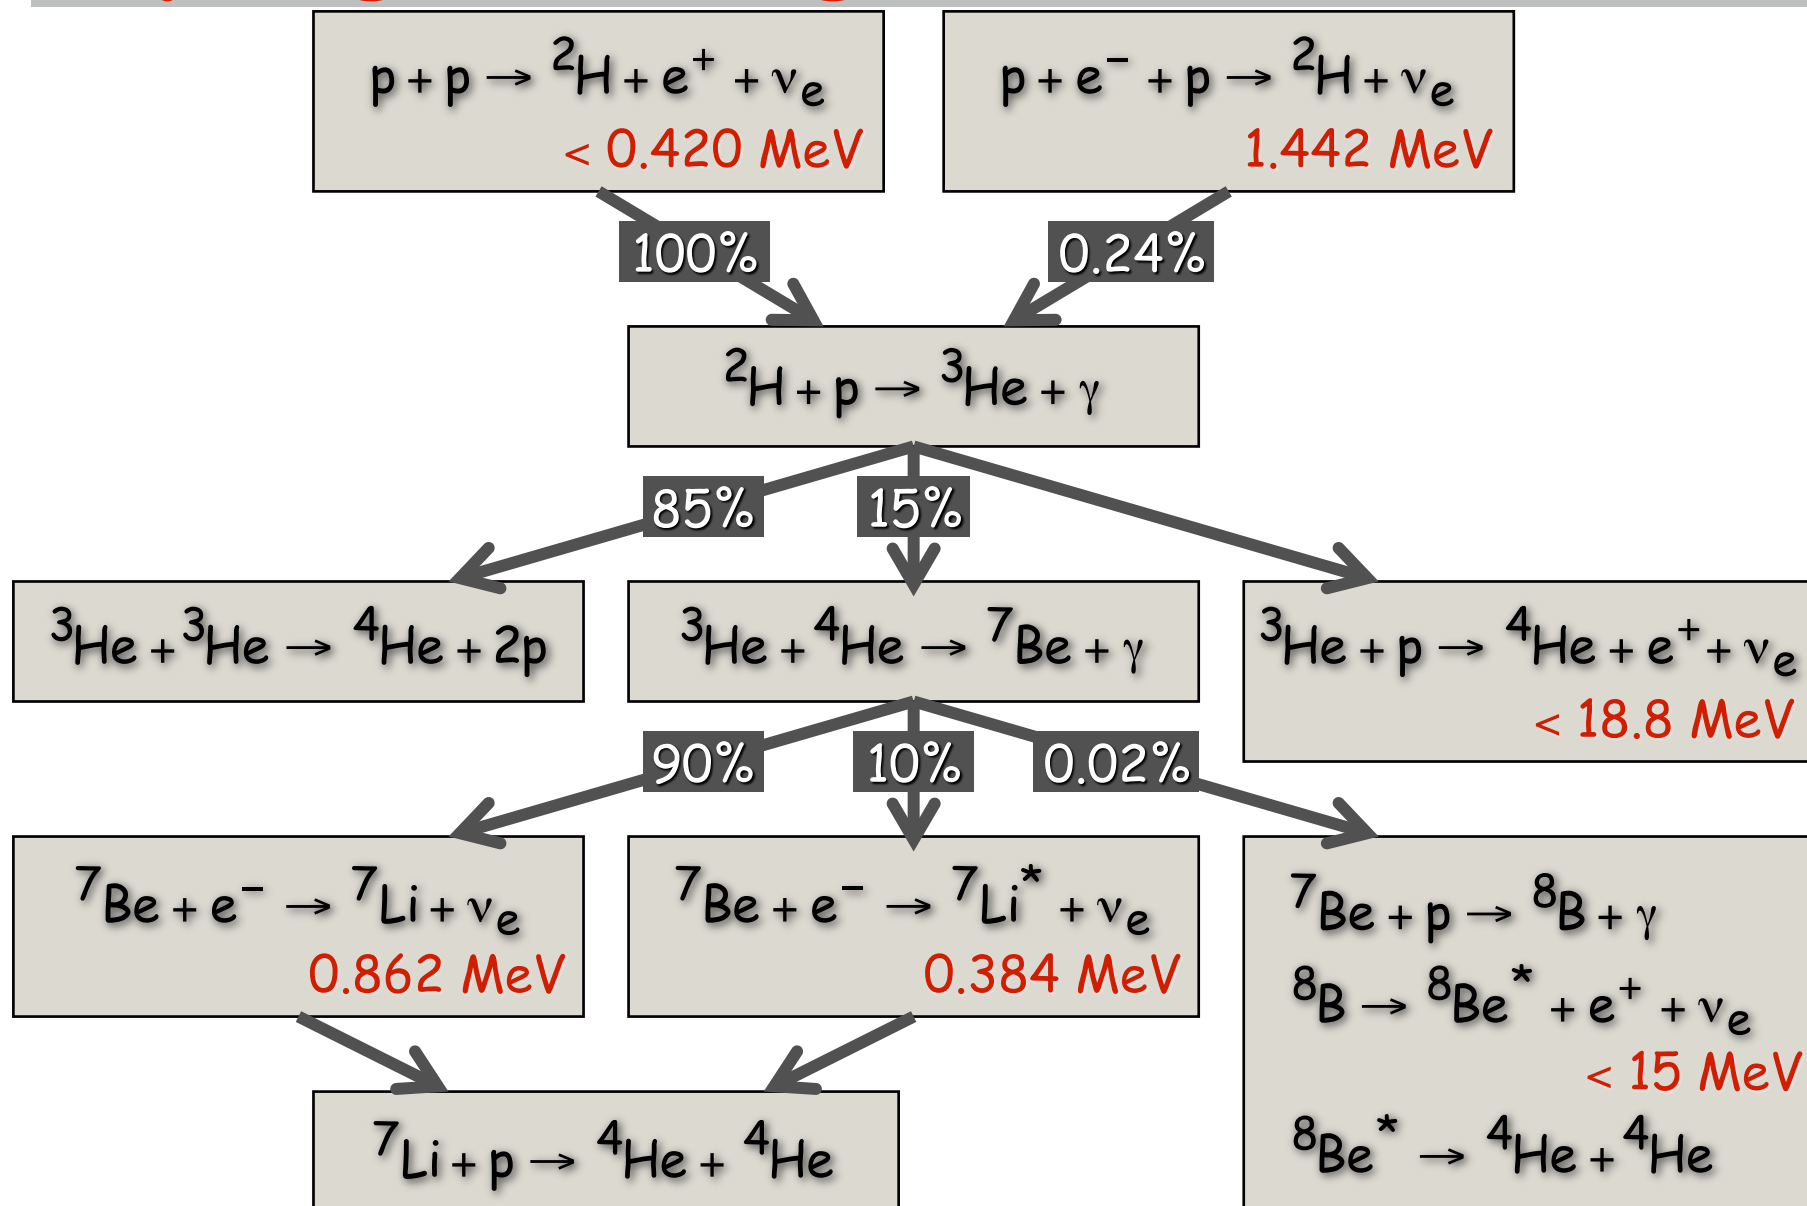 p + p → ²H + e⁺ + νₑ
< 0.420 MeV
p + e⁻ + p → ²H + νₑ
1.442 MeV
100%
0.24%
²H + p → ³He + γ
85%
15%
³He + ³He → ⁴He + 2p
³He + ⁴He → ⁷Be + γ
³He + p → ⁴He + e⁺ + νₑ
< 18.8 MeV
90%
10%
0.02%
⁷Be + e⁻ → ⁷Li + νₑ
0.862 MeV
⁷Be + e⁻ → ⁷Li* + νₑ
0.384 MeV
⁷Be + p → ⁸B + γ
⁸B → ⁸Be* + e⁺ + νₑ
< 15 MeV
⁸Be* → ⁴He + ⁴He
⁷Li + p → ⁴He + ⁴He